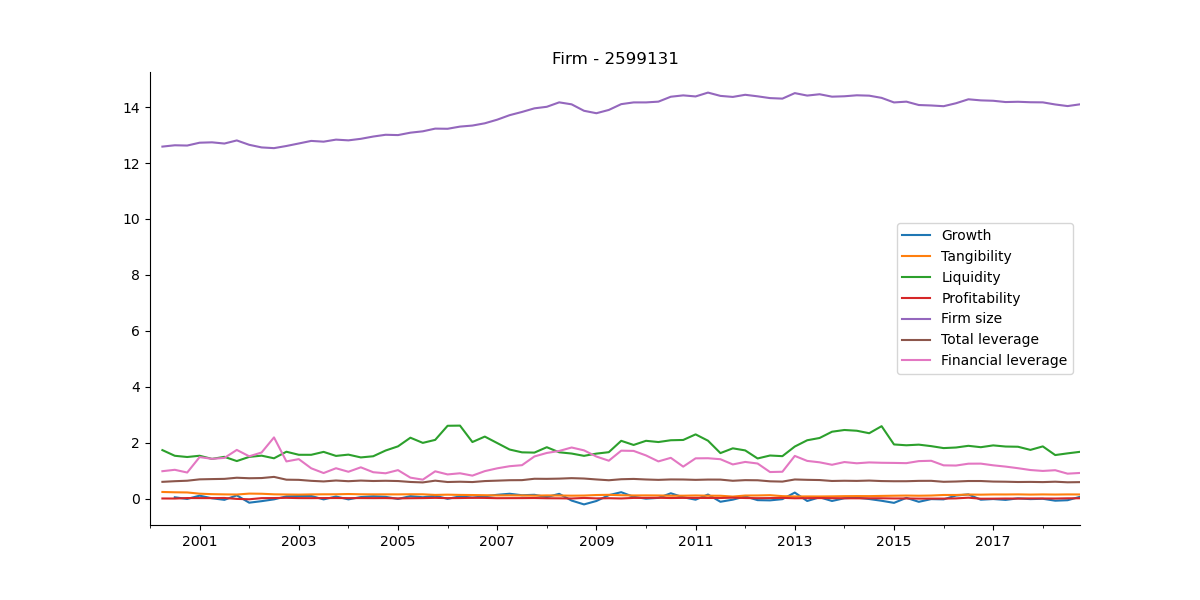 Firm - 2599131
14
12
10
8
6
4
2
0
Growth
Tangibility
Liquidity
Profitability
Firm size
Total leverage
Financial leverage
2001 2003 2005 2007 2009 2011 2013 2015 2017